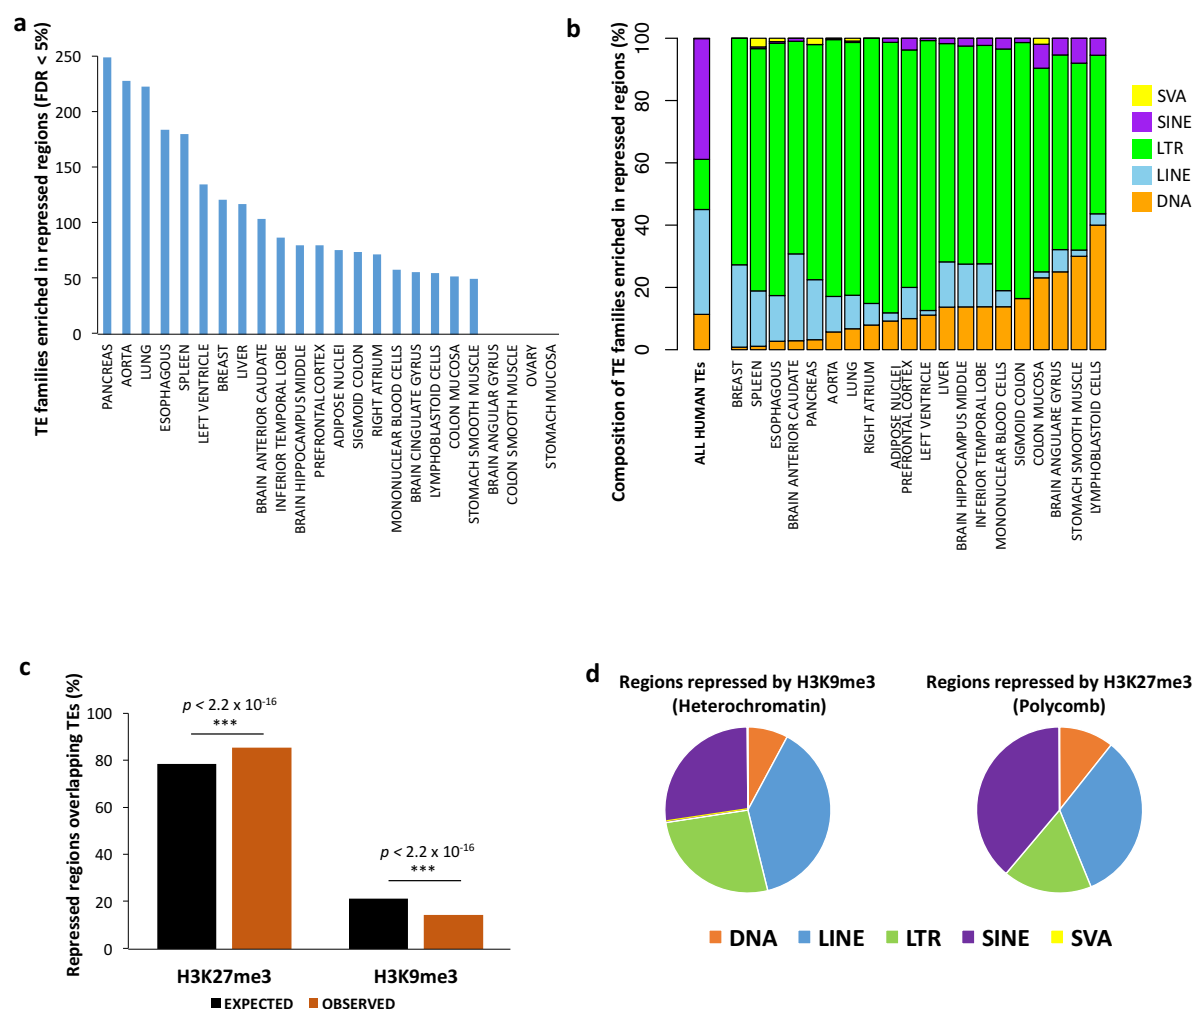 a
TE families enriched in repressed regions (FDR < 5%)
250
200
150
100
50
0
PANCREAS
AORTA
LUNG
ESOPHAGOUS
SPLEEN
LEFT VENTRICLE
BREAST
LIVER
BRAIN ANTERIOR CAUDATE
INFERIOR TEMPORAL LOBE
BRAIN HIPPOCAMPUS MIDDLE
PREFRONTAL CORTEX
ADIPOSE NUCLEI
SIGMOID COLON
RIGHT ATRIUM
MONONUCLEAR BLOOD CELLS
BRAIN CINGULATE GYRUS
LYMPHOBLASTOID CELLS
COLON MUCOSA
STOMACH SMOOTH MUSCLE
BRAIN ANGULAR GYRUS
COLON SMOOTH MUSCLE
OVARY
STOMACH MUCOSA
b
Composition of TE families enriched in repressed regions (%)
100
80
60
40
20
0
ALL HUMAN TEs
BREAST
SPLEEN
ESOPHAGOUS
BRAIN ANTERIOR CAUDATE
PANCREAS
AORTA
LUNG
RIGHT ATRIUM
ADIPOSE NUCLEI
PREFRONTAL CORTEX
LEFT VENTRICLE
LIVER
BRAIN HIPPOCAMPUS MIDDLE
INFERIOR TEMPORAL LOBE
MONONUCLEAR BLOOD CELLS
SIGMOID COLON
COLON MUCOSA
BRAIN ANGULARE GYRUS
STOMACH SMOOTH MUSCLE
LYMPHOBLASTOID CELLS
SVA
SINE
LTR
LINE
DNA
c
Repressed regions overlapping TEs (%)
100
80
60
40
20
0
p < 2.2 x 10-16
***
p < 2.2 x 10-16
***
H3K27me3
H3K9me3
EXPECTED
OBSERVED
d
Regions repressed by H3K9me3
(Heterochromatin)
Regions repressed by H3K27me3
(Polycomb)
DNA
LINE
LTR
SINE
SVA